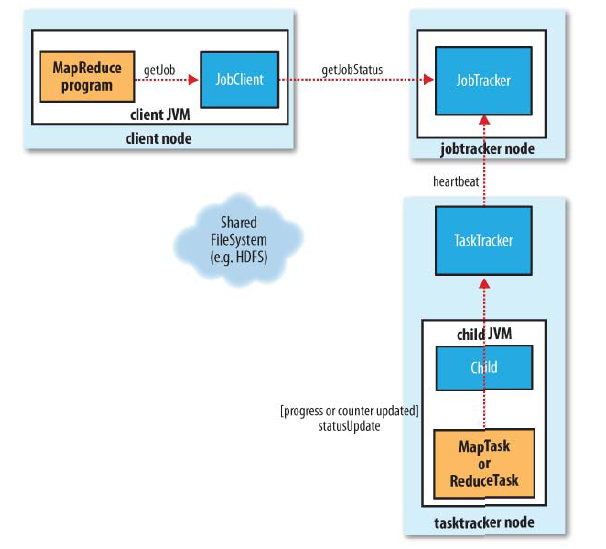 MapReduce
program
getJob
JobClient
client JVM
client node
getJobStatus
JobTracker
jobtracker node
heartbeat
Shared
FileSystem
(e.g. HDFS)
TaskTracker
child JVM
Child
[progress or counter updated]
statusUpdate
MapTask
or
ReduceTask
tasktracker node